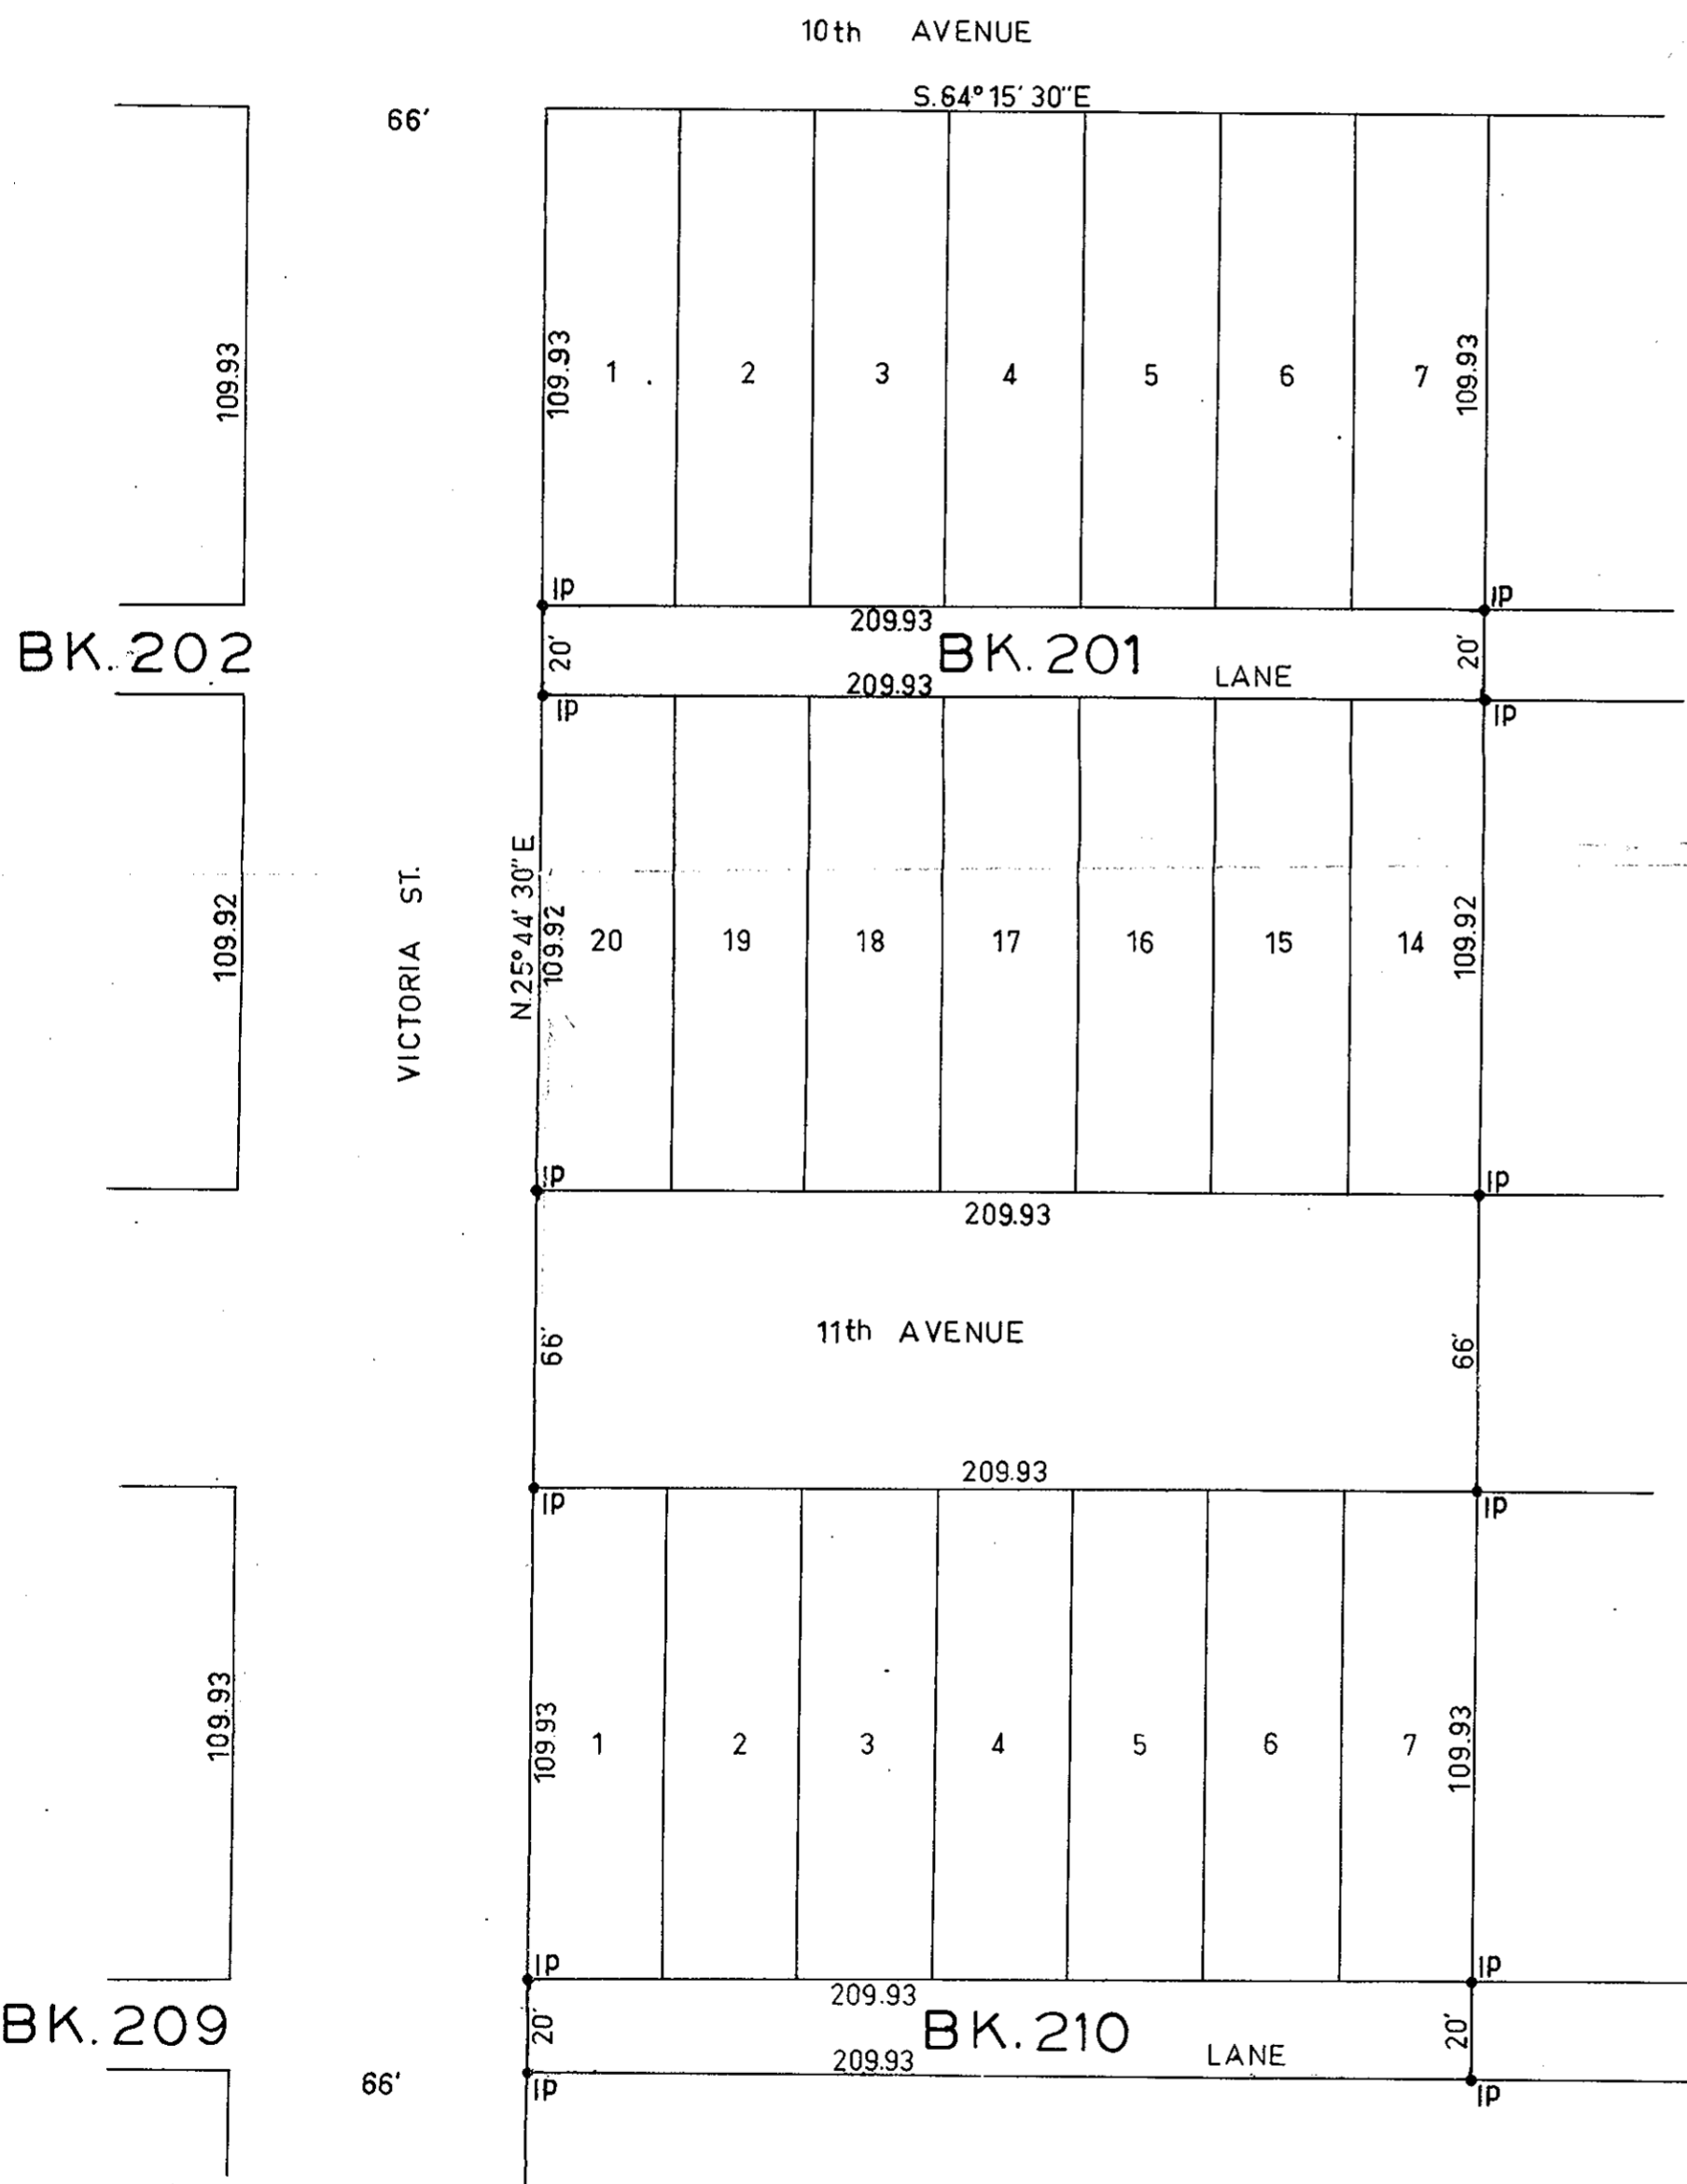 10th AVENUE
S.64° 15′ 30″E
66′
109.93
109.93
1
2
3
4
5
6
7
109.93
IP
IP
209.93
BK. 202
20′
BK. 201
20′
209.93
LANE
IP
IP
VICTORIA ST.
N.25° 44′ 30″E
109.92
109.92
20
19
18
17
16
15
14
109.92
IP
IP
209.93
11th AVENUE
66′
66′
209.93
IP
IP
109.93
109.93
1
2
3
4
5
6
7
109.93
IP
IP
209.93
BK. 209
20′
BK. 210
20′
209.93
LANE
66′
IP
IP